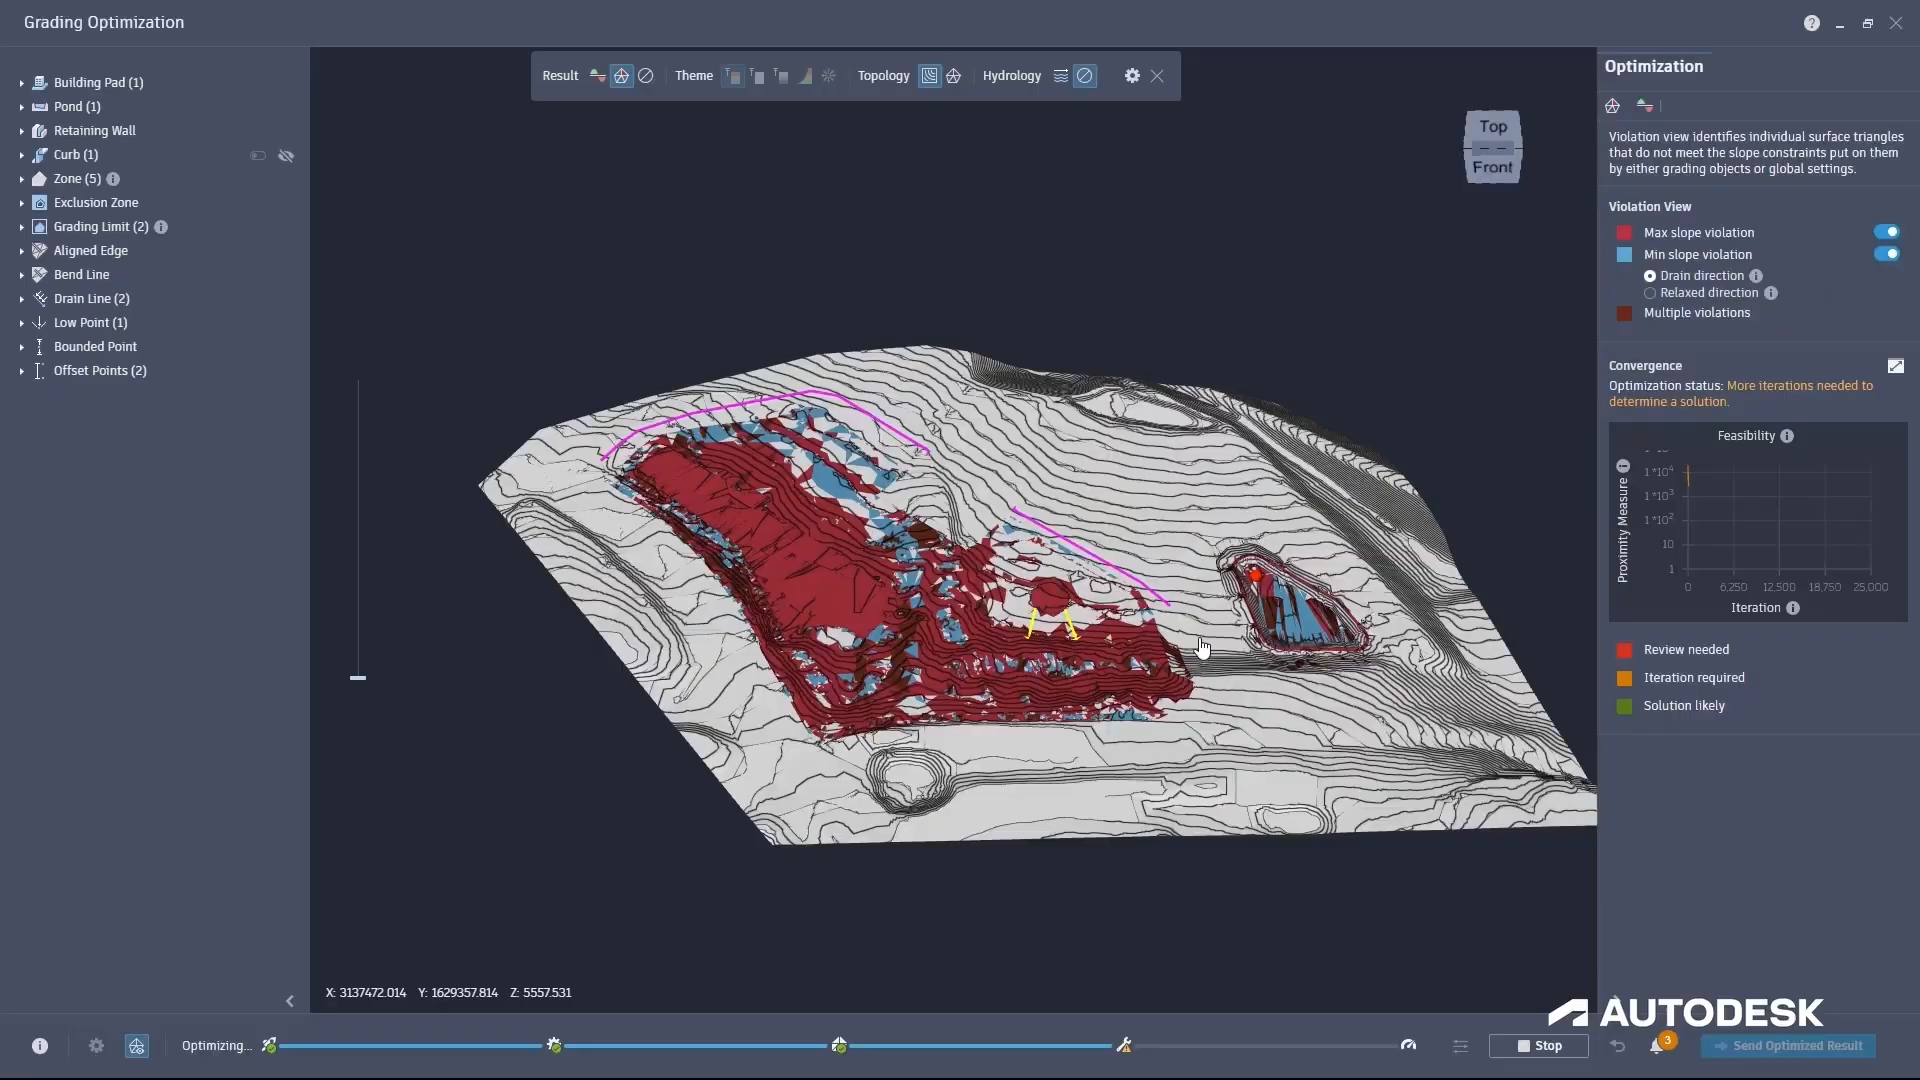 Grading Optimization
Building Pad (1)
Pond (1)
Retaining Wall
Curb (1)
Zone (5)
Exclusion Zone
Grading Limit (2)
Aligned Edge
Bend Line
Drain Line (2)
Low Point (1)
Bounded Point
Offset Points (2)
Result Theme Topology Hydrology
Top
Front
Optimization
Violation view identifies individual surface triangles
that do not meet the slope constraints put on them
by either grading objects or global settings.
Violation View
Max slope violation
Min slope violation
Drain direction
Relaxed direction
Multiple violations
Convergence
Optimization status: More iterations needed to
determine a solution.
Feasibility
Proximity Measure
1*10⁴
1*10³
1*10²
10
1
0 6,250 12,500 18,750 25,000
Iteration
Review needed
Iteration required
Solution likely
X: 3137472.014 Y: 1629357.814 Z: 5557.531
AUTODESK
Optimizing...
Stop
3
Send Optimized Result